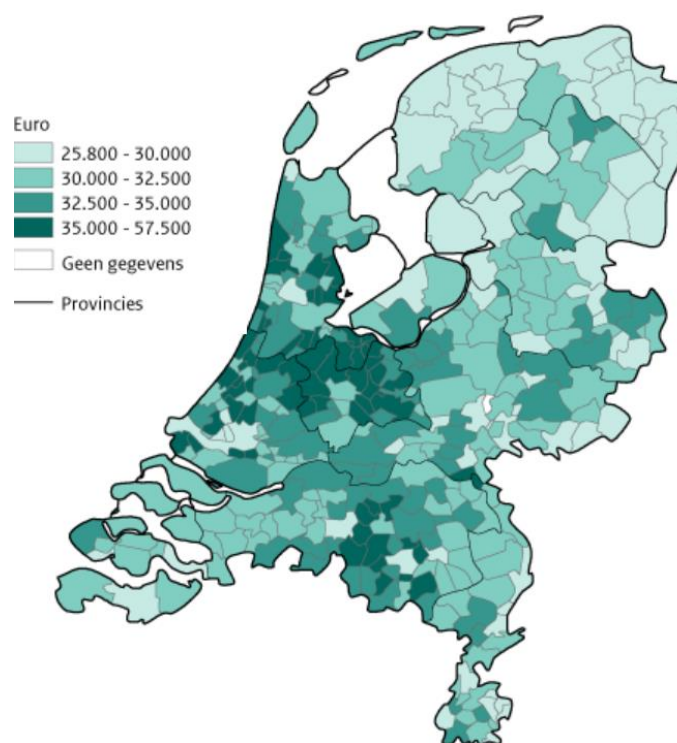 Euro
25.800 - 30.000
30.000 - 32.500
32.500 - 35.000
35.000 - 57.500
Geen gegevens
Provincies